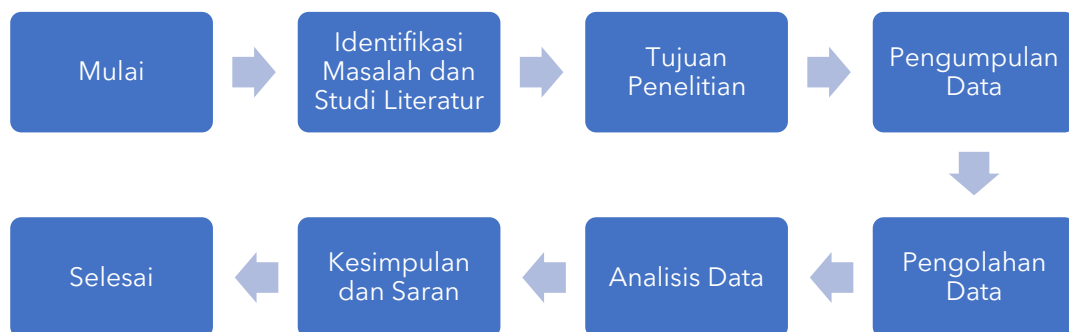 Mulai
Identifikasi
Masalah dan
Studi Literatur
Tujuan
Penelitian
Pengumpulan
Data
Pengolahan
Data
Analisis Data
Kesimpulan
dan Saran
Selesai